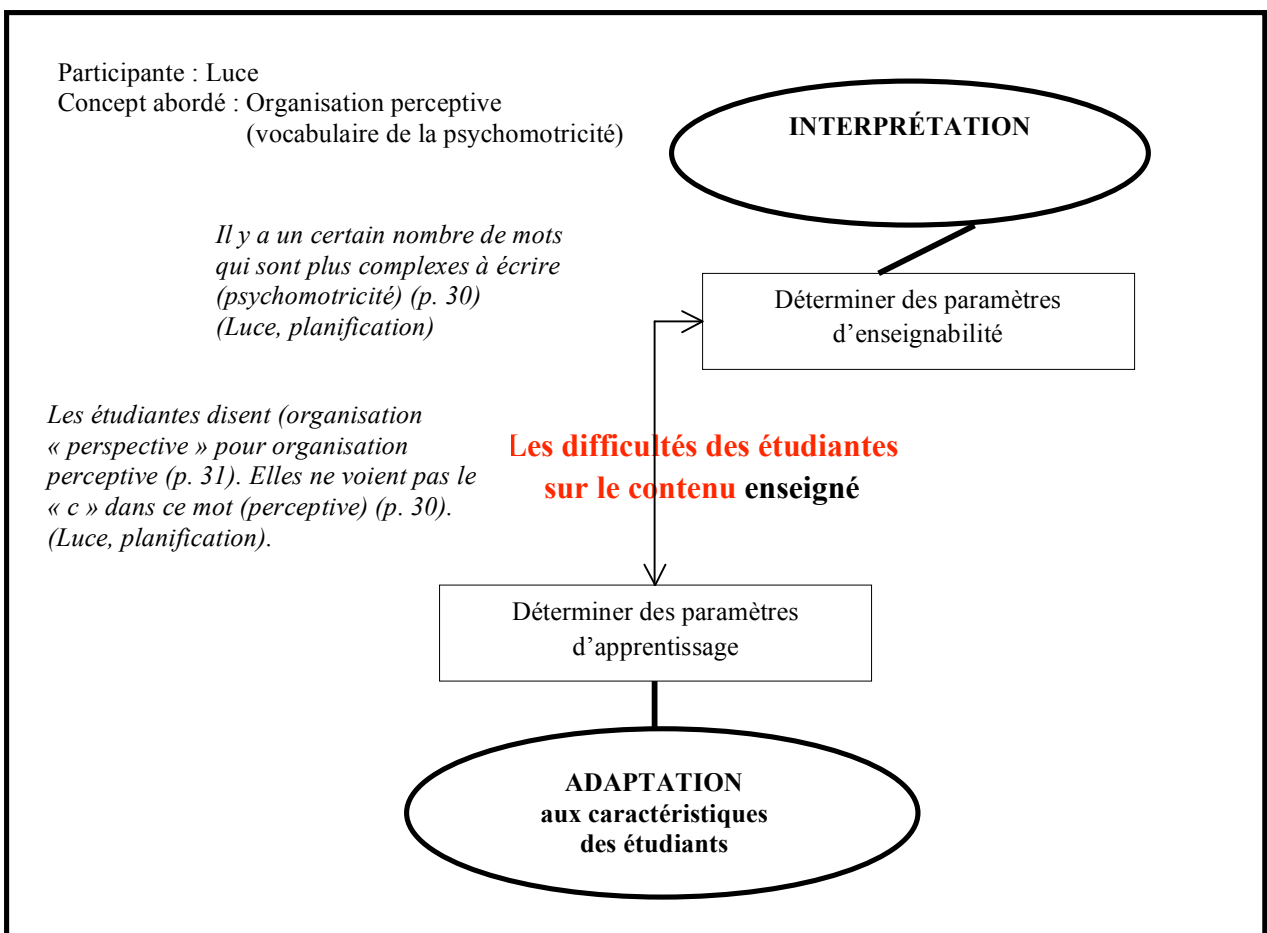 Participante : Luce
Concept abordé : Organisation perceptive
(vocabulaire de la psychomotricité)
INTERPRÉTATION
Il y a un certain nombre de mots
qui sont plus complexes à écrire
(psychomotricité) (p. 30)
(Luce, planification)
Déterminer des paramètres
d’enseignabilité
Les étudiantes disent (organisation
« perspective » pour organisation
perceptive (p. 31). Elles ne voient pas le
« c » dans ce mot (perceptive) (p. 30).
(Luce, planification).
Les difficultés des étudiantes
sur le contenu enseigné
Déterminer des paramètres
d’apprentissage
ADAPTATION
aux caractéristiques
des étudiants